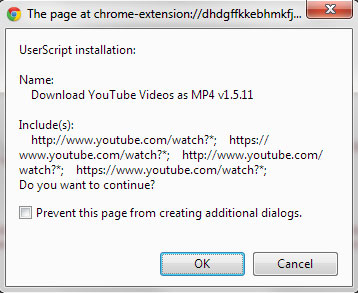 The page at chrome-extension://dhdgffkkebhmkfj...
UserScript installation:
Name:
Download YouTube Videos as MP4 v1.5.11
Include(s):
http://www.youtube.com/watch?*; https://
www.youtube.com/watch?*; http://www.youtube.com/
watch?*; https://www.youtube.com/watch?*;
Do you want to continue?
Prevent this page from creating additional dialogs.
OK Cancel